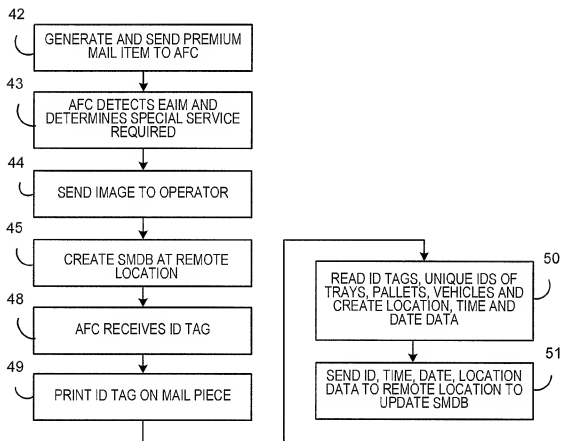 42
GENERATE AND SEND PREMIUM
MAIL ITEM TO AFC
43
AFC DETECTS EAIM AND
DETERMINES SPECIAL SERVICE
REQUIRED
44
SEND IMAGE TO OPERATOR
45
CREATE SMDB AT REMOTE
LOCATION
48
AFC RECEIVES ID TAG
49
PRINT ID TAG ON MAIL PIECE
50
READ ID TAGS, UNIQUE IDS OF
TRAYS, PALLETS, VEHICLES AND
CREATE LOCATION, TIME AND
DATE DATA
51
SEND ID, TIME, DATE, LOCATION
DATA TO REMOTE LOCATION TO
UPDATE SMDB